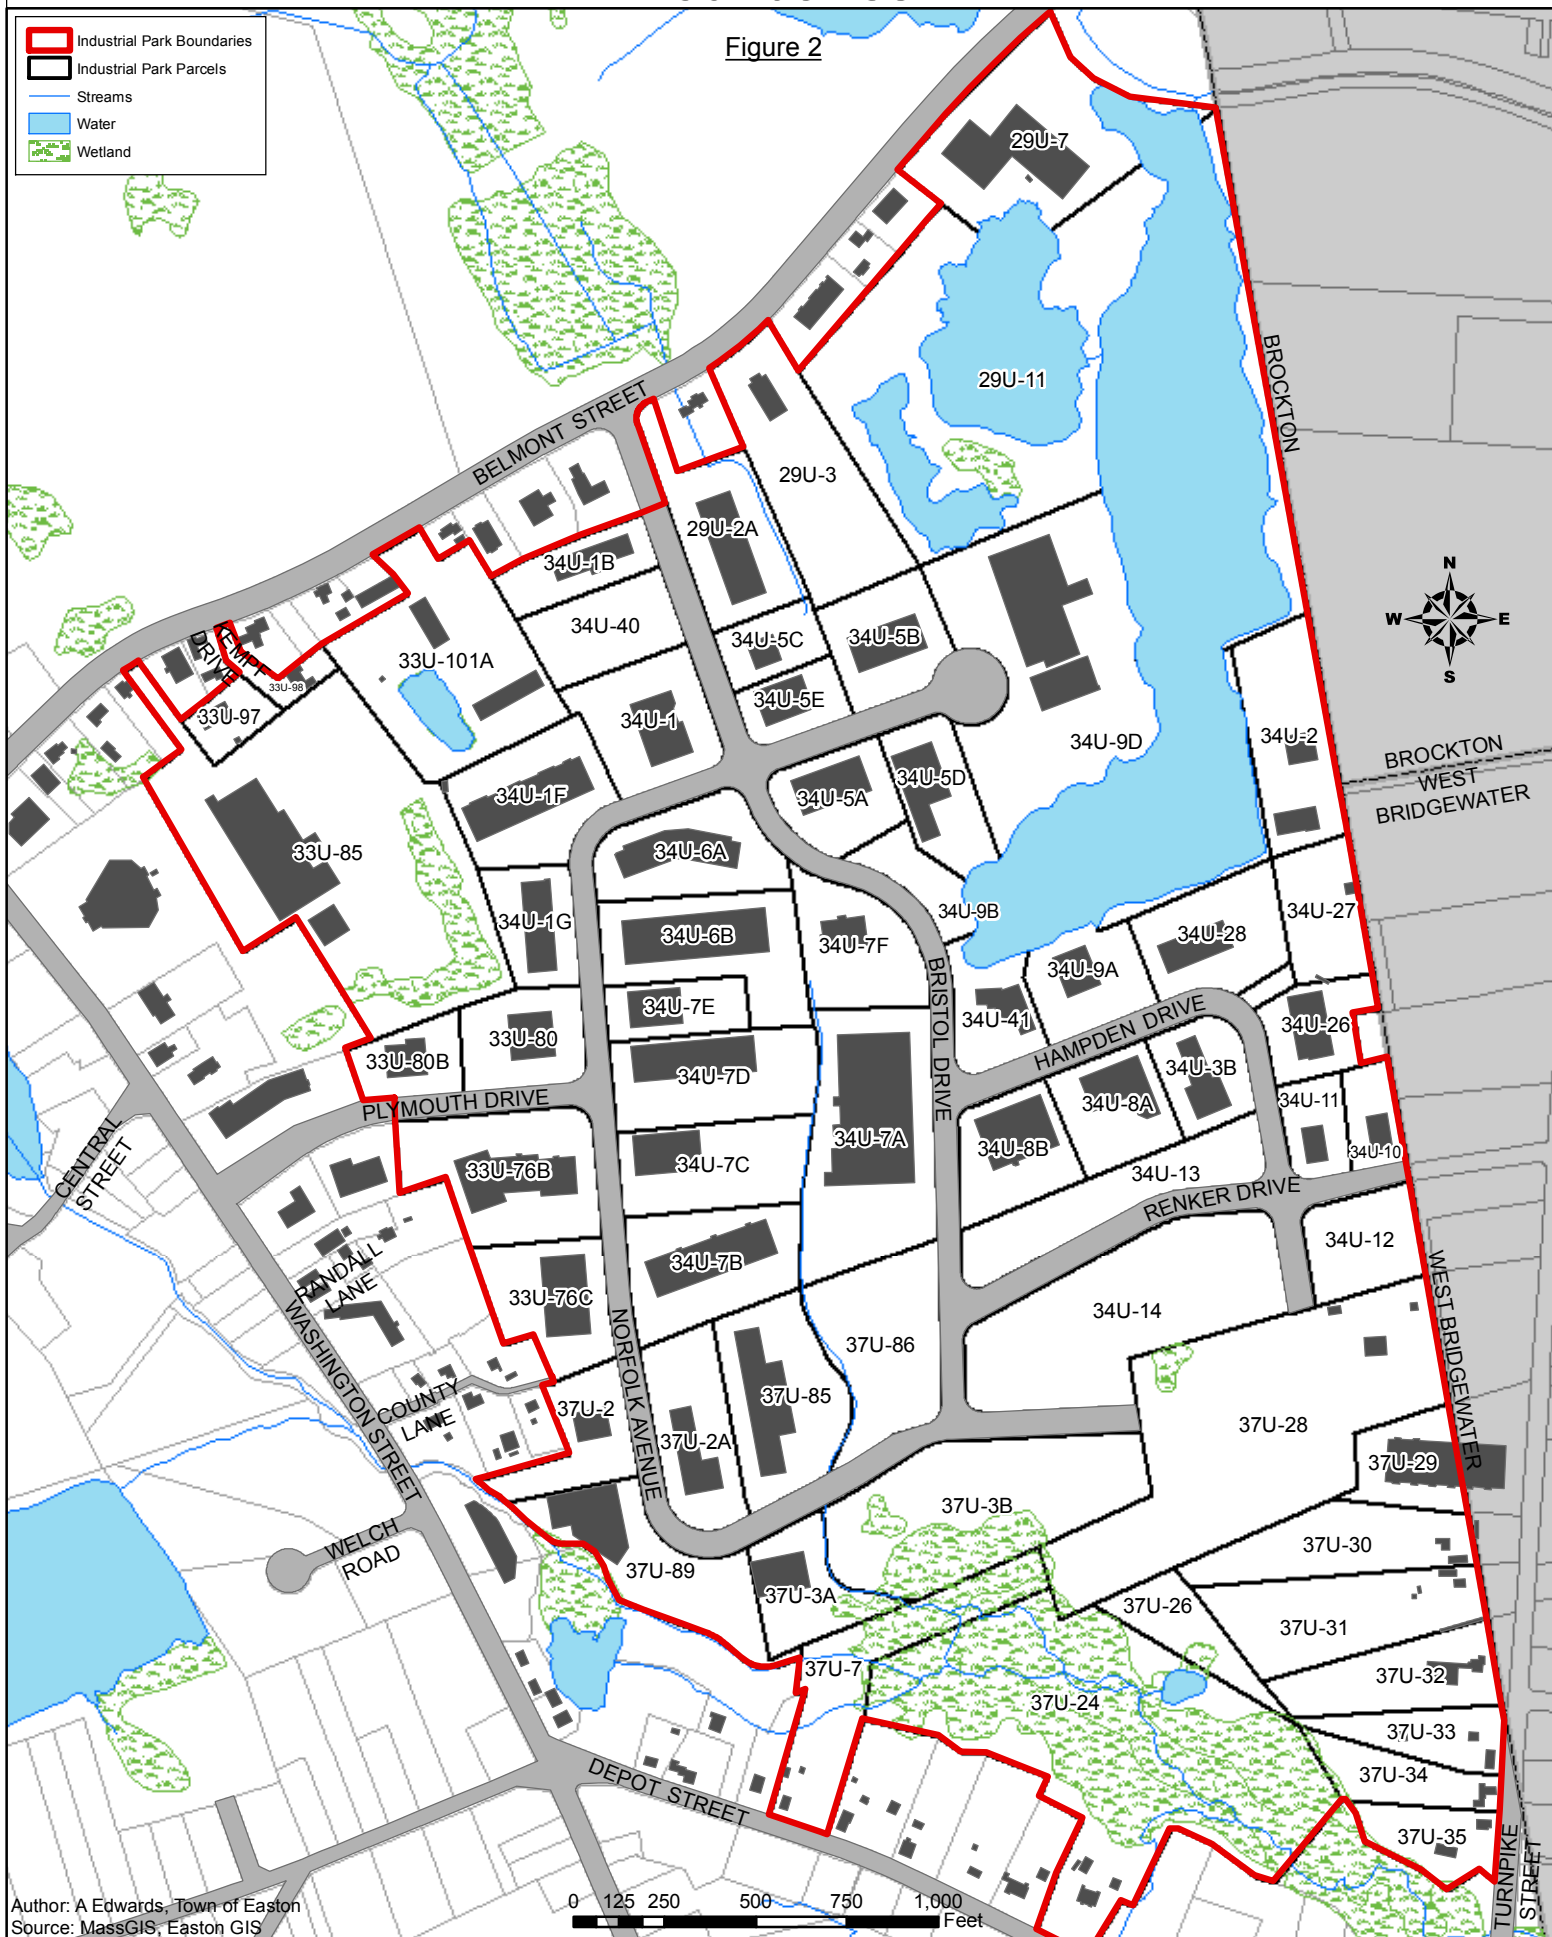 Figure 2
Industrial Park Boundaries
Industrial Park Parcels
Streams
Water
Wetland
29U-7
29U-11
BROCKTON
BELMONT STREET
29U-3
29U-2A
34U-1B
34U-40
34U-5C
34U-5B
34U-5E
KEMPF
DRIVE
33U-101A
33U-98
33U-97
34U-1
34U-9D
34U-2
N
W
E
S
BROCKTON
WEST
BRIDGEWATER
34U-1F
34U-5A
34U-5D
33U-85
34U-6A
34U-1G
34U-6B
34U-7F
34U-9B
34U-27
34U-28
34U-9A
34U-7E
34U-41
34U-26
BRISTOL DRIVE
HAMPDEN DRIVE
33U-80
33U-80B
34U-7D
34U-3B
34U-8A
34U-11
PLYMOUTH DRIVE
34U-7A
34U-8B
34U-10
CENTRAL
STREET
33U-76B
34U-7C
34U-13
RENKER DRIVE
34U-12
RANDALL
LANE
34U-7B
33U-76C
34U-14
WEST BRIDGEWATER
WASHINGTON STREET
NORFOLK AVENUE
37U-86
COUNTY
LANE
37U-2
37U-85
37U-2A
37U-28
37U-29
37U-3B
WELCH
ROAD
37U-30
37U-89
37U-3A
37U-26
37U-31
37U-7
37U-32
37U-24
37U-33
37U-34
DEPOT STREET
37U-35
TURNPIKE
STREET
Author: A Edwards, Town of Easton
Source: MassGIS, Easton GIS
0 125 250 500 750 1,000
Feet